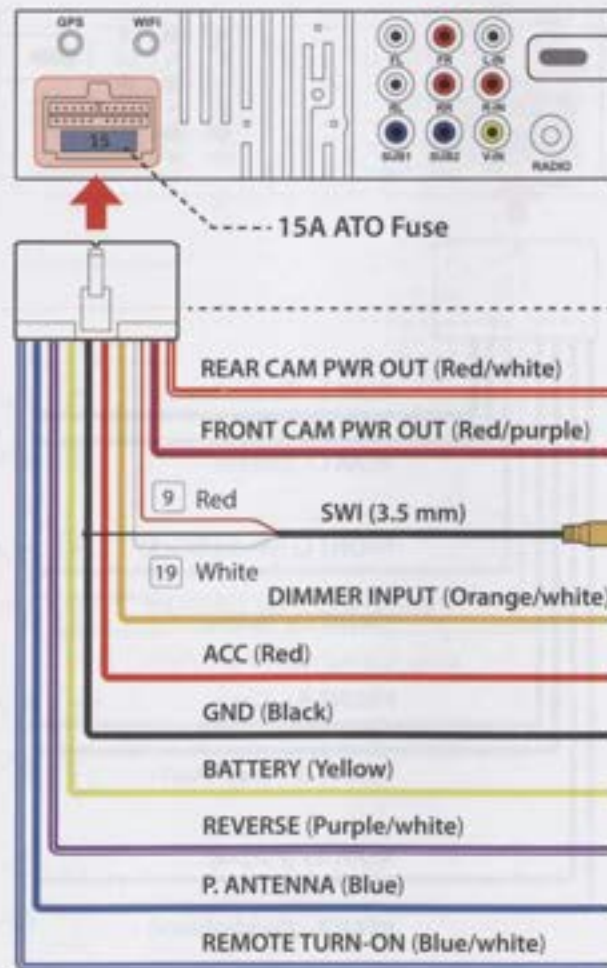 GPS WIFI
FL FR L-IN
RL RR R-IN
SUB1 SUB2 V-IN
RADIO
15
15A ATO Fuse
REAR CAM PWR OUT (Red/white)
FRONT CAM PWR OUT (Red/purple)
9 Red
SWI (3.5 mm)
19 White
DIMMER INPUT (Orange/white)
ACC (Red)
GND (Black)
BATTERY (Yellow)
REVERSE (Purple/white)
P. ANTENNA (Blue)
REMOTE TURN-ON (Blue/white)